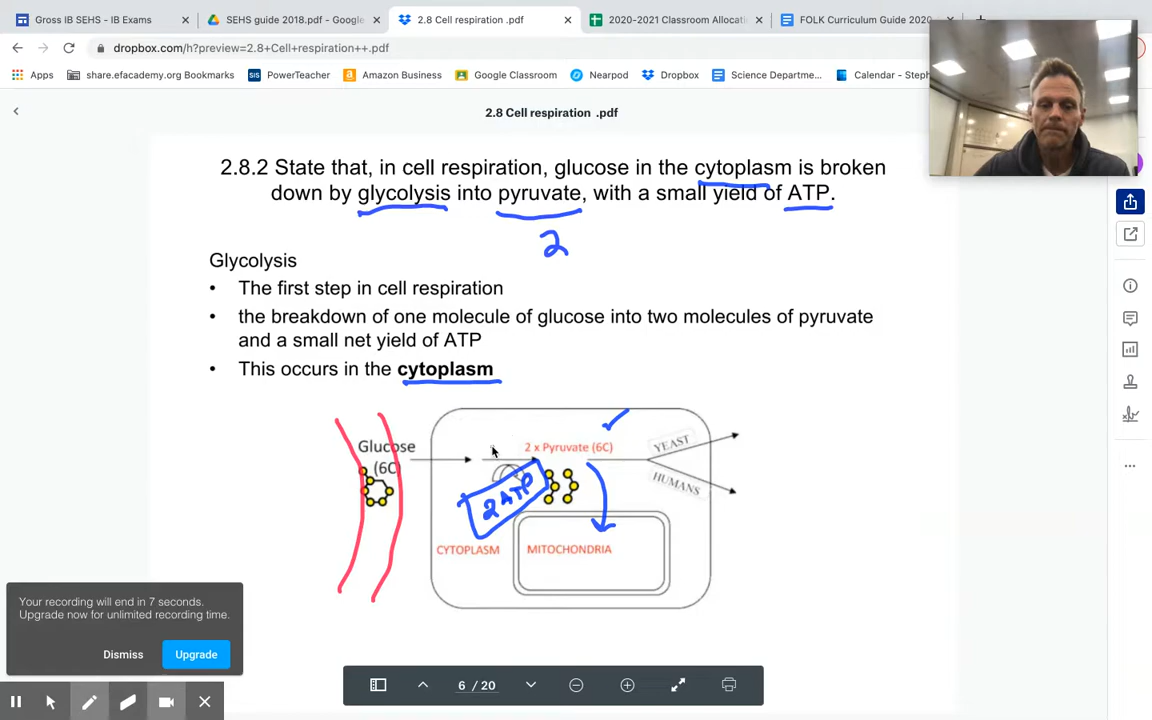 Gross IB SEHS - IB Exams
SEHS guide 2018.pdf - Google
2.8 Cell respiration .pdf
2020-2021 Classroom Allocati
FOLK Curriculum Guide 2020
dropbox.com/h?preview=2.8+Cell+respiration++.pdf
Apps
share.efacademy.org Bookmarks
SIS
PowerTeacher
Amazon Business
Google Classroom
Nearpod
Dropbox
Science Departme...
Calendar - Steph
2.8 Cell respiration .pdf
2.8.2 State that, in cell respiration, glucose in the cytoplasm is broken
down by glycolysis into pyruvate, with a small yield of ATP.
2
Glycolysis
• The first step in cell respiration
• the breakdown of one molecule of glucose into two molecules of pyruvate
and a small net yield of ATP
• This occurs in the cytoplasm
Glucose
(6C)
2 x Pyruvate (6C)
YEAST
HUMANS
2 ATP
CYTOPLASM
MITOCHONDRIA
Your recording will end in 7 seconds.
Upgrade now for unlimited recording time.
Dismiss
Upgrade
6 / 20